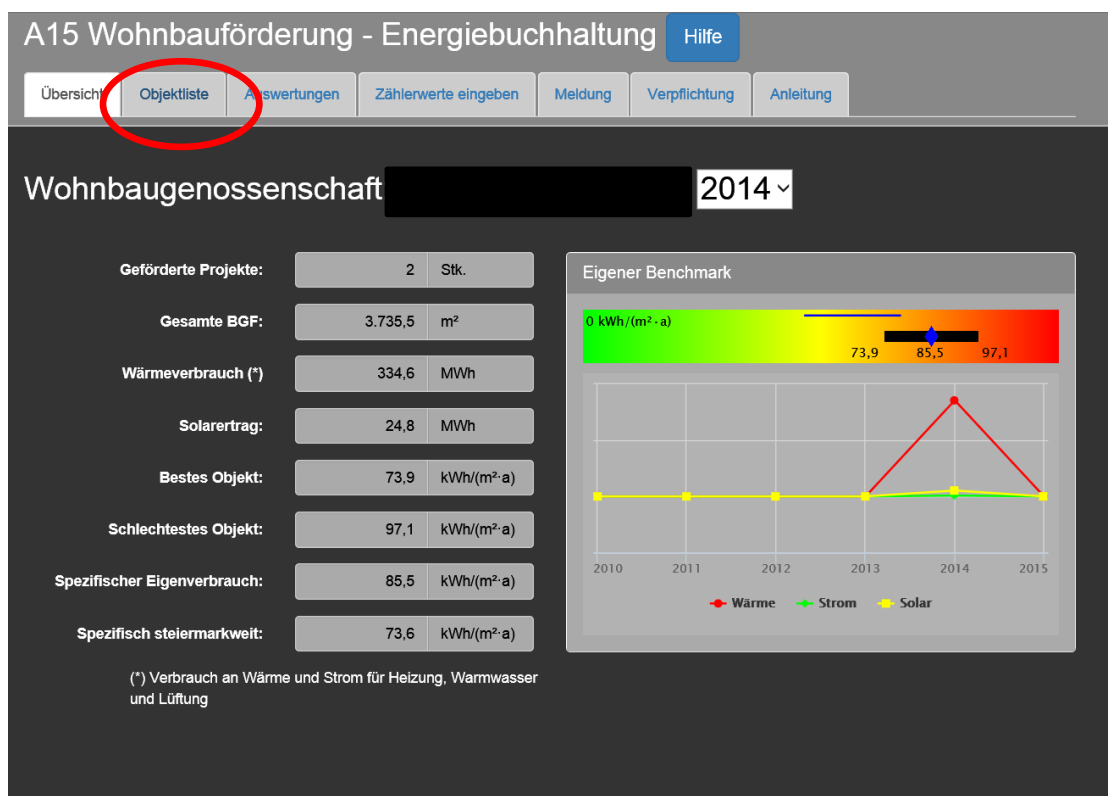 A15 Wohnbauförderung - Energiebuchhaltung Hilfe
Übersicht Objektliste Auswertungen Zählerwerte eingeben Meldung Verpflichtung Anleitung
Wohnbaugenossenschaft 2014
Geförderte Projekte: 2 Stk.
Gesamte BGF: 3.735,5 m²
Wärmeverbrauch (*) 334,6 MWh
Solarertrag: 24,8 MWh
Bestes Objekt: 73,9 kWh/(m²·a)
Schlechtestes Objekt: 97,1 kWh/(m²·a)
Spezifischer Eigenverbrauch: 85,5 kWh/(m²·a)
Spezifisch steiermarkweit: 73,6 kWh/(m²·a)
(*) Verbrauch an Wärme und Strom für Heizung, Warmwasser
und Lüftung
Eigener Benchmark
0 kWh/(m²·a)
73,9 85,5 97,1
2010 2011 2012 2013 2014 2015
Wärme Strom Solar